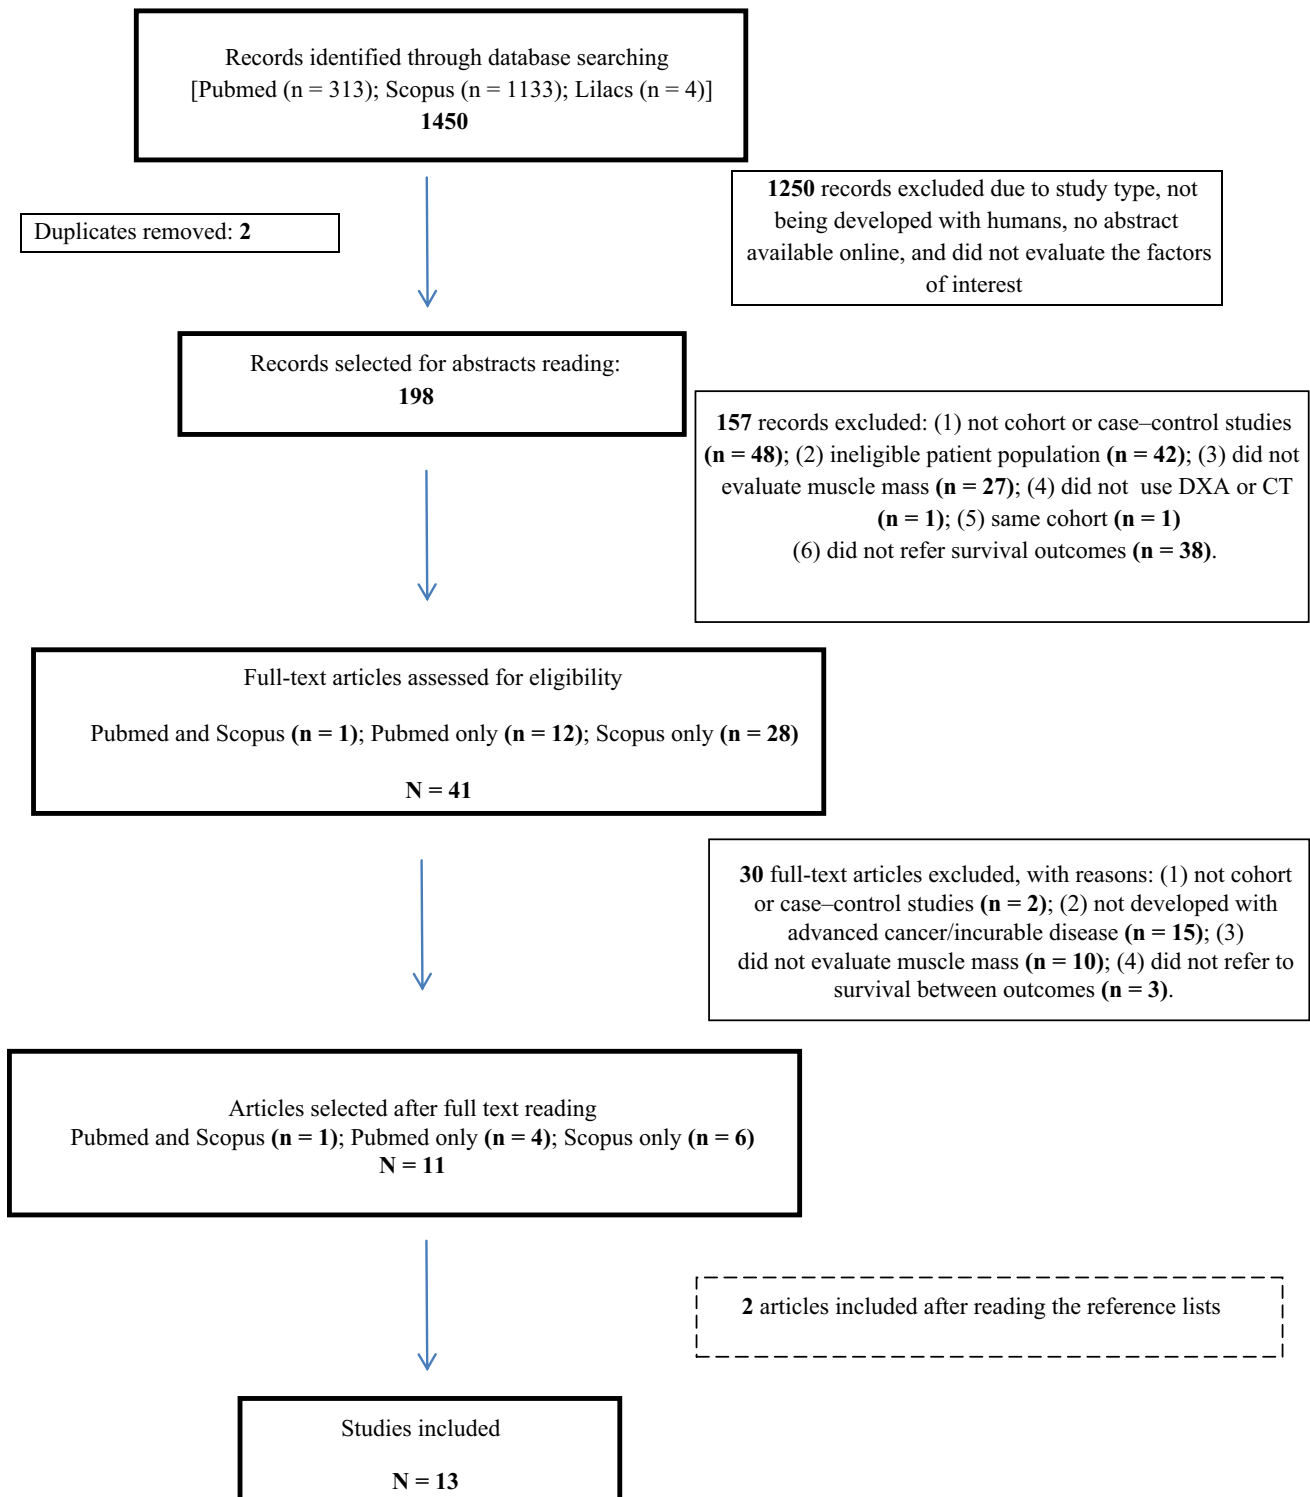 Records identified through database searching
[Pubmed (n = 313); Scopus (n = 1133); Lilacs (n = 4)]
1450
1250 records excluded due to study type, not
being developed with humans, no abstract
available online, and did not evaluate the factors
of interest
Duplicates removed: 2
Records selected for abstracts reading:
198
157 records excluded: (1) not cohort or case–control studies
(n = 48); (2) ineligible patient population (n = 42); (3) did not
evaluate muscle mass (n = 27); (4) did not use DXA or CT
(n = 1); (5) same cohort (n = 1)
(6) did not refer survival outcomes (n = 38).
Full-text articles assessed for eligibility
Pubmed and Scopus (n = 1); Pubmed only (n = 12); Scopus only (n = 28)
N = 41
30 full-text articles excluded, with reasons: (1) not cohort
or case–control studies (n = 2); (2) not developed with
advanced cancer/incurable disease (n = 15); (3)
did not evaluate muscle mass (n = 10); (4) did not refer to
survival between outcomes (n = 3).
Articles selected after full text reading
Pubmed and Scopus (n = 1); Pubmed only (n = 4); Scopus only (n = 6)
N = 11
2 articles included after reading the reference lists
Studies included
N = 13